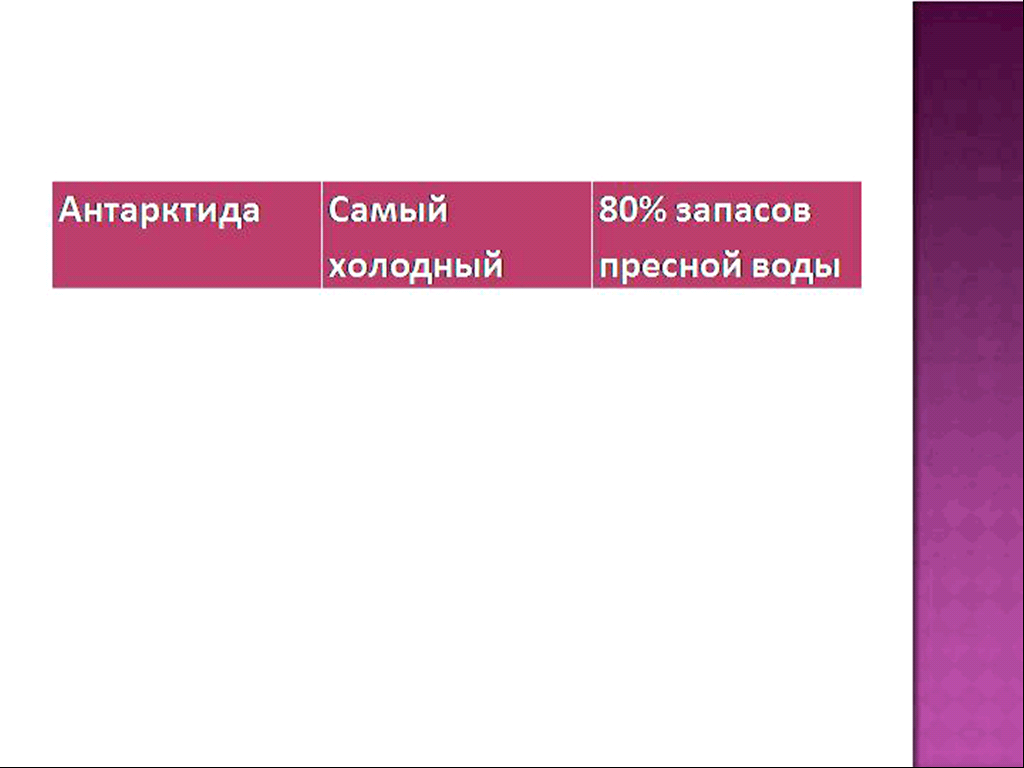 Антарктида
Самый
холодный
80% запасов
пресной воды